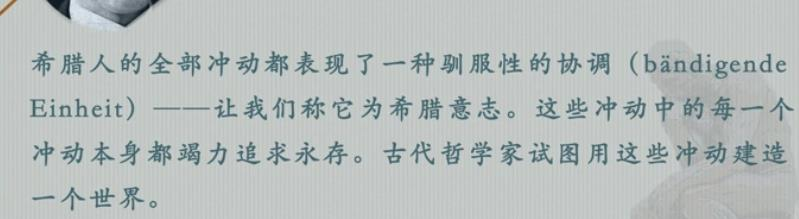 希腊人的全部冲动都表现了一种驯服性的协调（bändigende
Einheit）——让我们称它为希腊意志。这些冲动中的每一个
冲动本身都竭力追求永存。古代哲学家试图用这些冲动建造
一个世界。